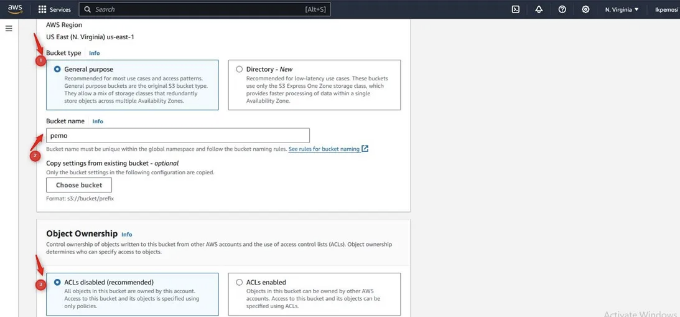 aws
Services
Search
[Alt+S]
N. Virginia
AWS Region
US East (N. Virginia) us-east-1
Bucket type Info
General purpose
Recommended for most use cases and access patterns.
General purpose buckets are the original S3 bucket type.
They allow a mix of storage classes that redundantly
store objects across multiple Availability Zones.
Directory - New
Recommended for low-latency use cases. These buckets
use only the S3 Express One Zone storage class, which
provides faster processing of data within a single
Availability Zone.
Bucket name Info
Bucket name must be unique within the global namespace and follow the bucket naming rules. See rules for bucket naming
Copy settings from existing bucket - optional
Only the bucket settings in the following configuration are copied.
Choose bucket
Format: s3://bucket/prefix
Object Ownership Info
Control ownership of objects written to this bucket from other AWS accounts and the use of access control lists (ACLs). Object ownership
determines who can specify access to objects.
ACLs disabled (recommended)
All objects in this bucket are owned by this account.
Access to this bucket and its objects is specified using
only policies.
ACLs enabled
Objects in this bucket can be owned by other AWS
accounts. Access to this bucket and its objects can be
specified using ACLs.
Activate Windows